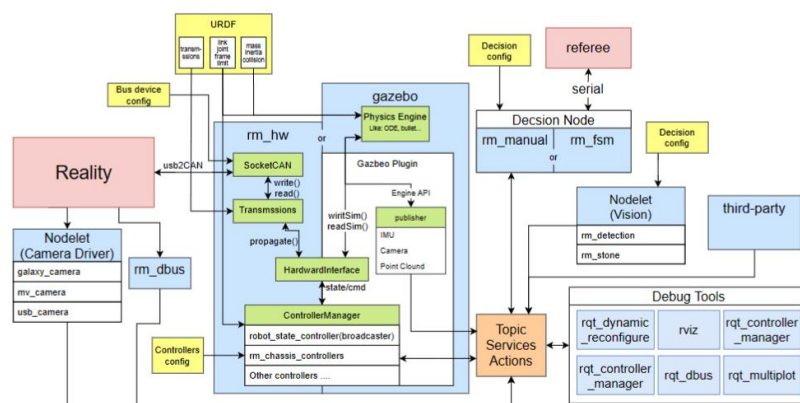 URDF
transm-
ssions
link
joint
frame
limit
mass
inertia
collision
Bus device
config
gazebo
Physics Engine
Like: ODE, bullet...
rm_hw
or
Reality
usb2CAN
SocketCAN
write()
read()
Transmssions
propagate()
HardwardInterface
state/cmd
Gazbeo Plugin
Engine API
wiritSim()
readSim()
publisher
IMU
Camera
Point Clound
ControllerManager
robot_state_controller(broadcaster)
rm_chassis_controllers
Other controllers ....
Controllers
config
Nodelet
(Camera Driver)
galaxy_camera
mv_camera
usb_camera
rm_dbus
Decision
config
referee
serial
Decsion Node
rm_manual
or
rm_fsm
Decision
config
Nodelet
(Vision)
rm_detection
rm_stone
third-party
Topic
Services
Actions
Debug Tools
rqt_dynamic
_reconfigure
rviz
rqt_controller
_manager
rqt_controller
_manager
rqt_dbus
rqt_multiplot